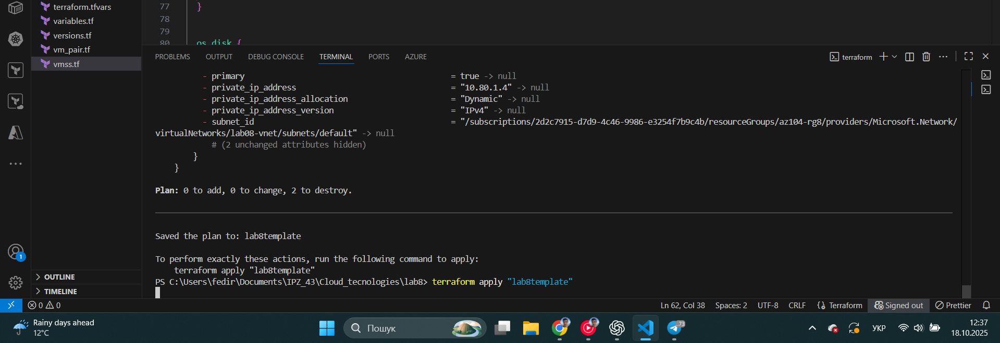 terraform.tfvars
variables.tf
versions.tf
vm_pair.tf
vmss.tf
OUTLINE
TIMELINE
77 }
78
79
80 os_disk {
PROBLEMS OUTPUT DEBUG CONSOLE TERMINAL PORTS AZURE terraform
- primary = true -> null
- private_ip_address = "10.80.1.4" -> null
- private_ip_address_allocation = "Dynamic" -> null
- private_ip_address_version = "IPv4" -> null
- subnet_id = "/subscriptions/2d2c7915-d7d9-4c46-9986-e3254f7b9c4b/resourceGroups/az104-rg8/providers/Microsoft.Network/
virtualNetworks/lab08-vnet/subnets/default" -> null
# (2 unchanged attributes hidden)
}
}
Plan: 0 to add, 0 to change, 2 to destroy.
Saved the plan to: lab8template
To perform exactly these actions, run the following command to apply:
terraform apply "lab8template"
PS C:\Users\fedir\Documents\IPZ_43\Cloud_tecnologies\lab8> terraform apply "lab8template"
1
0 0 Ln 62, Col 38 Spaces: 2 UTF-8 CRLF {} Terraform Signed out Prettier
Rainy days ahead
12°C
Пошук
73
УКР
12:37
18.10.2025